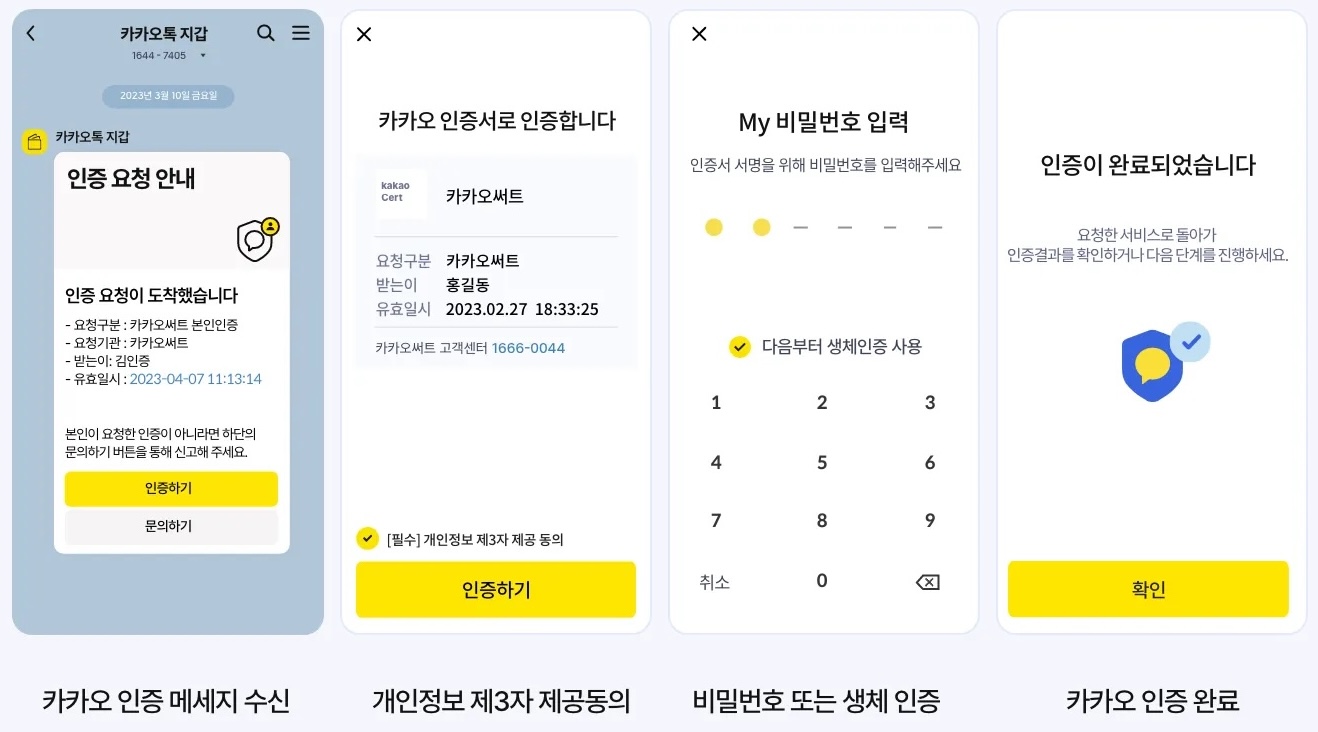 카카오톡 지갑
1644 - 7405
2023년 3월 10일 금요일
카카오톡 지갑
인증 요청 안내
인증 요청이 도착했습니다
- 요청구분 : 카카오써트 본인인증
- 요청기관 : 카카오써트
- 받는이: 김인증
- 유효일시 : 2023-04-07 11:13:14
본인이 요청한 인증이 아니라면 하단의
문의하기 버튼을 통해 신고해 주세요.
인증하기
문의하기
카카오 인증 메세지 수신
카카오 인증서로 인증합니다
kakao
Cert
카카오써트
요청구분 카카오써트
받는이 홍길동
유효일시 2023.02.27 18:33:25
카카오써트 고객센터 1666-0044
[필수] 개인정보 제3자 제공 동의
인증하기
개인정보 제3자 제공동의
My 비밀번호 입력
인증서 서명을 위해 비밀번호를 입력해주세요
다음부터 생체인증 사용
1 2 3
4 5 6
7 8 9
취소 0
비밀번호 또는 생체 인증
인증이 완료되었습니다
요청한 서비스로 돌아가
인증결과를 확인하거나 다음 단계를 진행하세요.
확인
카카오 인증 완료